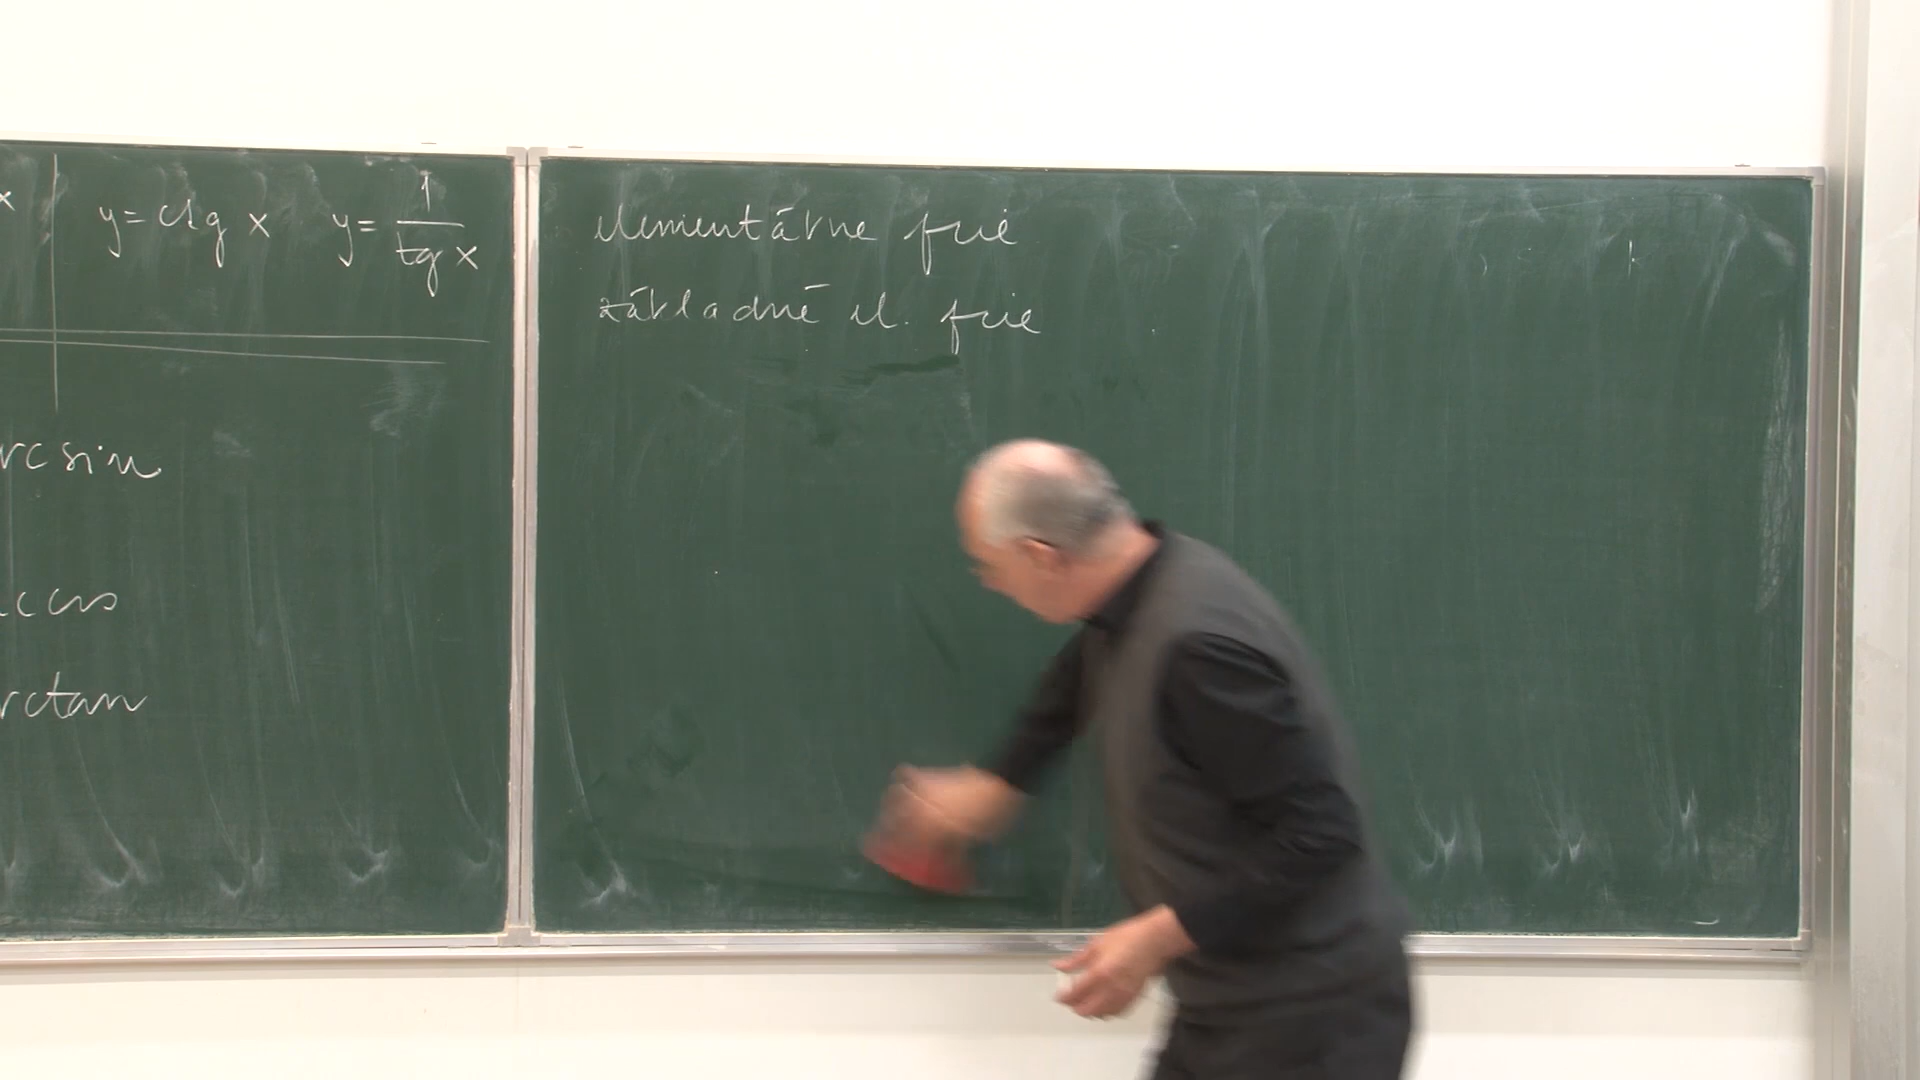 x
y = ctg x
y = 1/tg x
rcsin
ccos
rctan
elementárne fcie
základné el. fcie